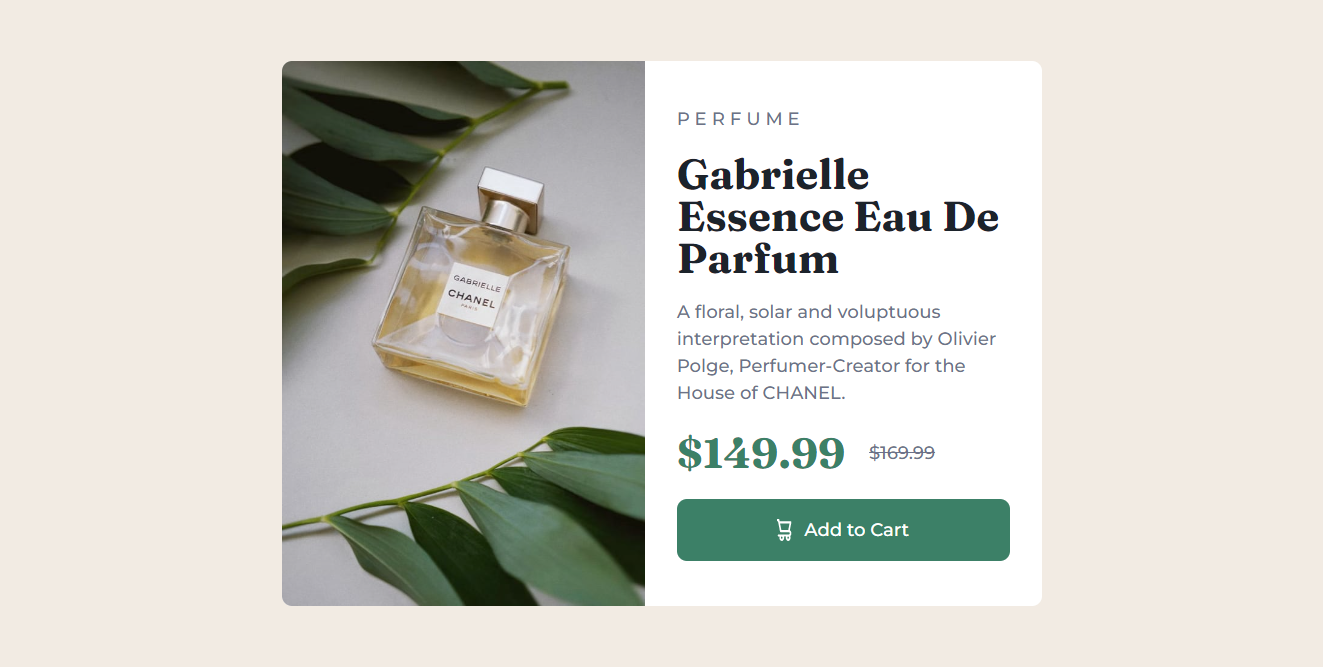 GABRIELLE
CHANEL
PARIS
PERFUME
Gabrielle
Essence Eau De
Parfum
A floral, solar and voluptuous
interpretation composed by Olivier
Polge, Perfumer-Creator for the
House of CHANEL.
$149.99 $169.99
Add to Cart